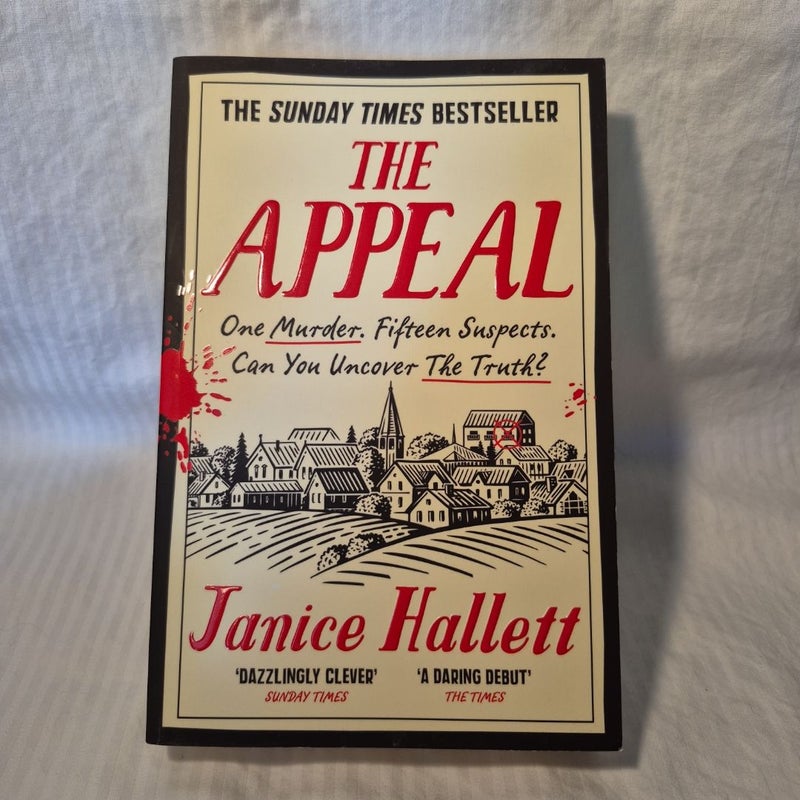 THE SUNDAY TIMES BESTSELLER
THE
APPEAL
One Murder. Fifteen Suspects.
Can You Uncover The Truth?
Janice Hallett
'DAZZLINGLY CLEVER'
SUNDAY TIMES
'A DARING DEBUT'
THE TIMES